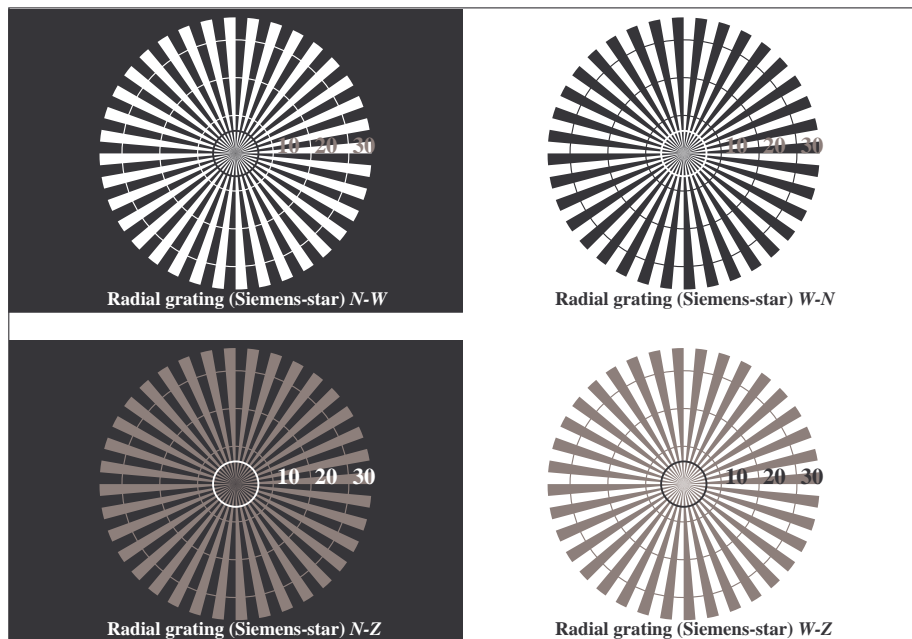 10 20 30
Radial grating (Siemens-star) N-W
10 20 30
Radial grating (Siemens-star) W-N
10 20 30
Radial grating (Siemens-star) N-Z
10 20 30
Radial grating (Siemens-star) W-Z